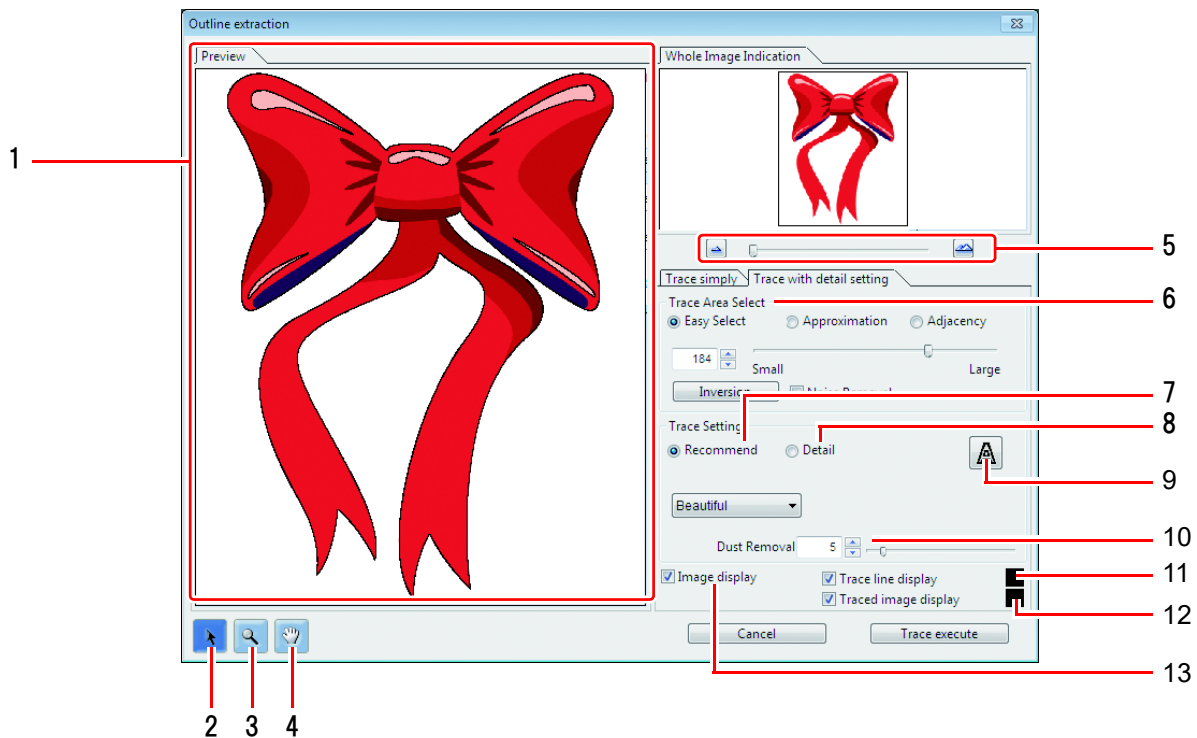 Outline extraction
Preview
Whole Image Indication
1
5
Trace simply Trace with detail setting
Trace Area Select
6
Easy Select Approximation Adjacency
184
Small Large
Inversion Noise Removal
7
Trace Setting
8
Recommend Detail
A
9
Beautiful
Dust Removal 5
10
Image display Trace line display
11
Traced image display
12
Cancel Trace execute
13
2 3 4